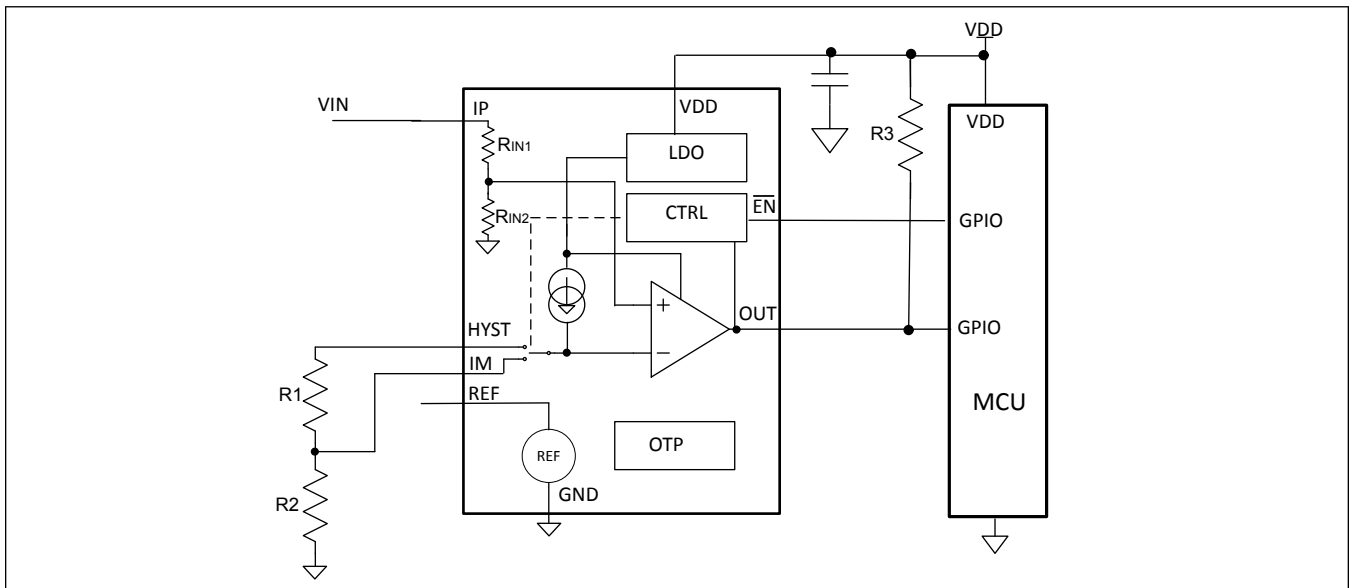 VDD
VIN
IP
VDD
VDD
RIN1
LDO
R3
RIN2
CTRL
EN
GPIO
HYST
OUT
GPIO
IM
R1
REF
MCU
OTP
REF
R2
GND